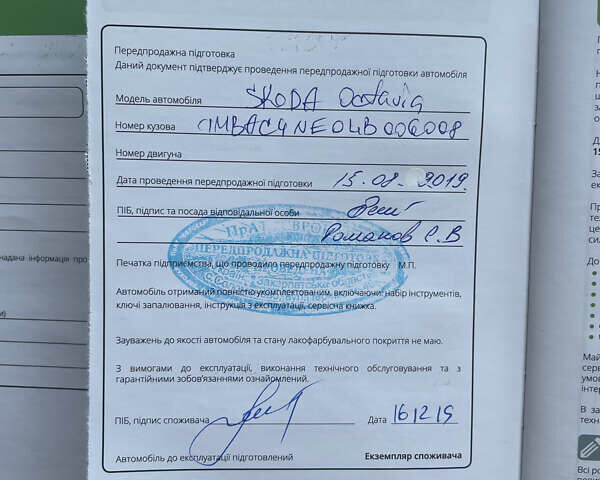 Передпродажна підготовка
Даний документ підтверджує проведення передпродажної підготовки автомобіля
Модель автомобіля SKODA Octavia
Номер кузова TMBAC4NE0LB006008
Номер двигуна
Дата проведення передпродажної підготовки 15.08.2019
ПІБ, підпис та посада відповідальної особи
Романов С.В
ПЕРЕДПРОДАЖНА ПІДГОТОВКА
Печатка підприємства, що проводило передпродажну підготовку М.П.
Автомобіль отриманий повністю укомплектованим, включаючи: набір інструментів,
ключі запалювання, інструкція з експлуатації, сервісна книжка.
Зауважень до якості автомобіля та стану лакофарбувального покриття не маю.
З вимогами до експлуатації, виконання технічного обслуговування та з
гарантійними зобов'язаннями ознайомлений.
ПІБ, підпис споживача Дата 161219
Автомобіль до експлуатації підготовлений Екземпляр споживача